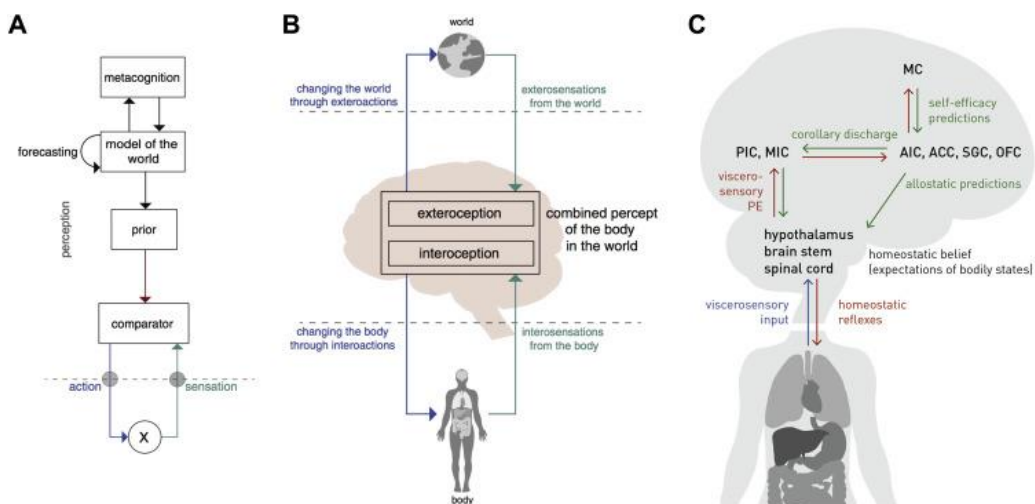 A
metacognition
forecasting
model of the
world
perception
prior
comparator
action
sensation
X
B
world
changing the world
through exteroactions
exterosensations
from the world
exteroception
interoception
combined percept
of the body
in the world
changing the body
through interoactions
interosensations
from the body
body
C
MC
self-efficacy
predictions
corollary discharge
PIC, MIC
AIC, ACC, SGC, OFC
viscero-
sensory
PE
allostatic predictions
hypothalamus
brain stem
spinal cord
homeostatic belief
(expectations of bodily states)
viscerosensory
input
homeostatic
reflexes